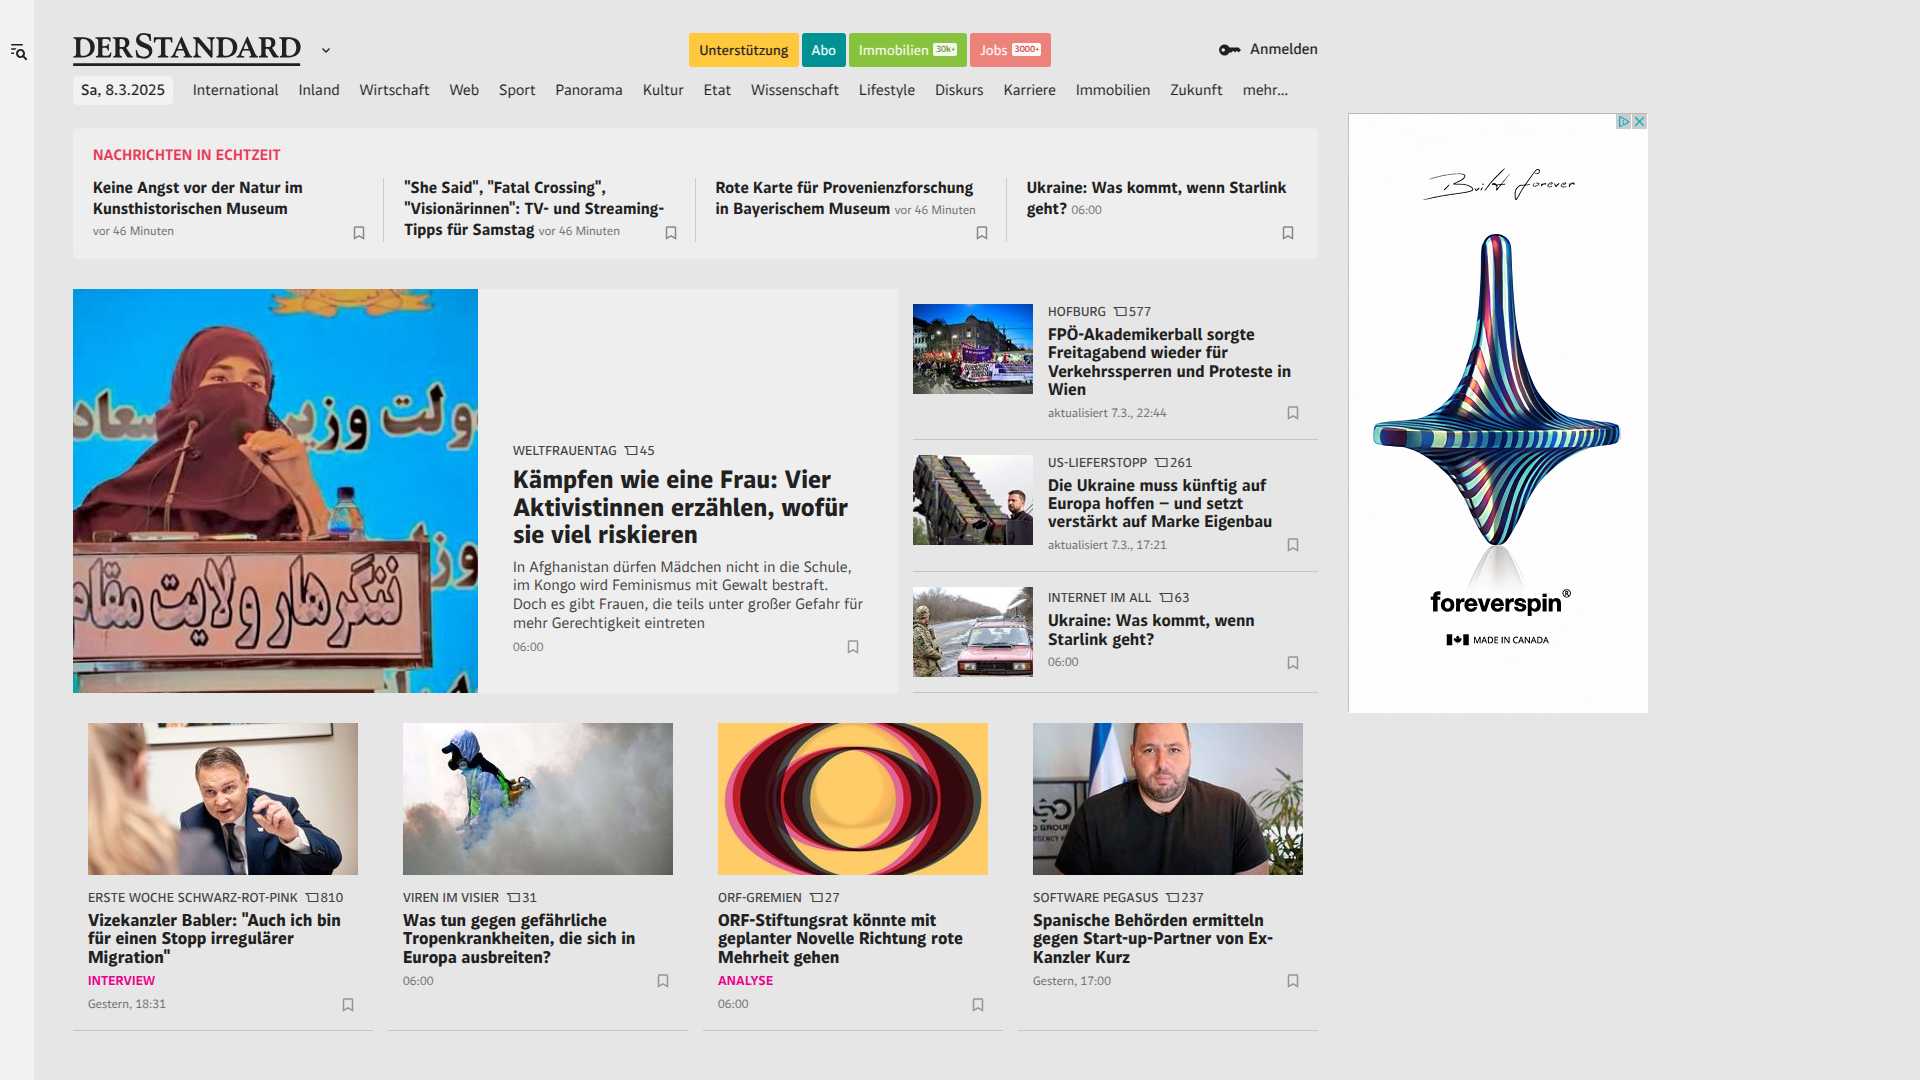 DERSTANDARD
Unterstützung
Abo
Immobilien 30k+
Jobs 3000+
Anmelden
Sa, 8.3.2025
International
Inland
Wirtschaft
Web
Sport
Panorama
Kultur
Etat
Wissenschaft
Lifestyle
Diskurs
Karriere
Immobilien
Zukunft
mehr...
NACHRICHTEN IN ECHTZEIT
Keine Angst vor der Natur im
Kunsthistorischen Museum
vor 46 Minuten
"She Said", "Fatal Crossing",
"Visionärinnen": TV- und Streaming-
Tipps für Samstag vor 46 Minuten
Rote Karte für Provenienzforschung
in Bayerischem Museum vor 46 Minuten
Ukraine: Was kommt, wenn Starlink
geht? 06:00
ننگرهار ولایت مقام
WELTFRAUENTAG 45
Kämpfen wie eine Frau: Vier
Aktivistinnen erzählen, wofür
sie viel riskieren
In Afghanistan dürfen Mädchen nicht in die Schule,
im Kongo wird Feminismus mit Gewalt bestraft.
Doch es gibt Frauen, die teils unter großer Gefahr für
mehr Gerechtigkeit eintreten
06:00
HOFBURG 577
FPÖ-Akademikerball sorgte
Freitagabend wieder für
Verkehrssperren und Proteste in
Wien
aktualisiert 7.3., 22:44
US-LIEFERSTOPP 261
Die Ukraine muss künftig auf
Europa hoffen – und setzt
verstärkt auf Marke Eigenbau
aktualisiert 7.3., 17:21
INTERNET IM ALL 63
Ukraine: Was kommt, wenn
Starlink geht?
06:00
Built forever
foreverspin®
MADE IN CANADA
ERSTE WOCHE SCHWARZ-ROT-PINK 810
Vizekanzler Babler: "Auch ich bin
für einen Stopp irregulärer
Migration"
INTERVIEW
Gestern, 18:31
VIREN IM VISIER 31
Was tun gegen gefährliche
Tropenkrankheiten, die sich in
Europa ausbreiten?
06:00
ORF-GREMIEN 27
ORF-Stiftungsrat könnte mit
geplanter Novelle Richtung rote
Mehrheit gehen
ANALYSE
06:00
SOFTWARE PEGASUS 237
Spanische Behörden ermitteln
gegen Start-up-Partner von Ex-
Kanzler Kurz
Gestern, 17:00